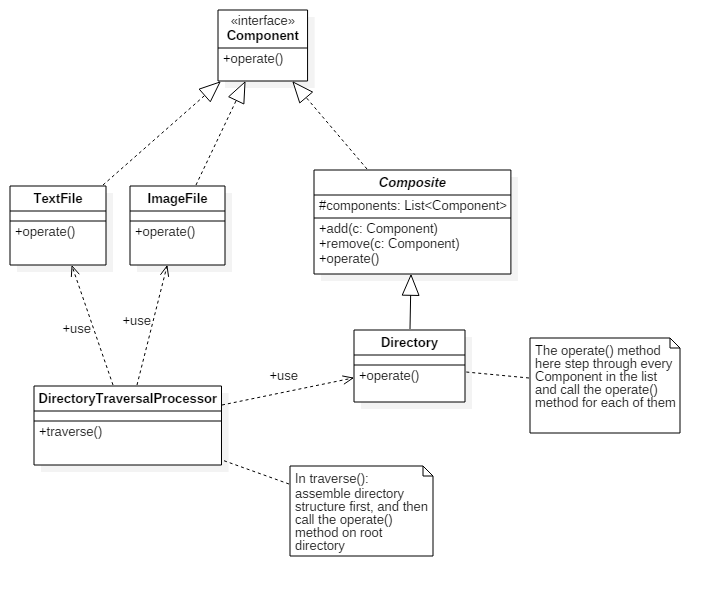 «interface»
Component
+operate()
TextFile
+operate()
ImageFile
+operate()
Composite
#components: List<Component>
+add(c: Component)
+remove(c: Component)
+operate()
+use
+use
Directory
+operate()
The operate() method
here step through every
Component in the list
and call the operate()
method for each of them
+use
DirectoryTraversalProcessor
+traverse()
In traverse():
assemble directory
structure first, and then
call the operate()
method on root
directory